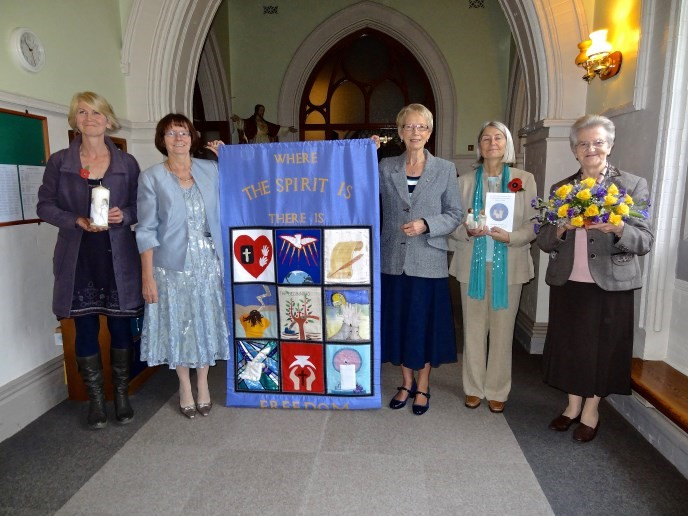 WHERE
THE SPIRIT IS
THERE IS
FREEDOM